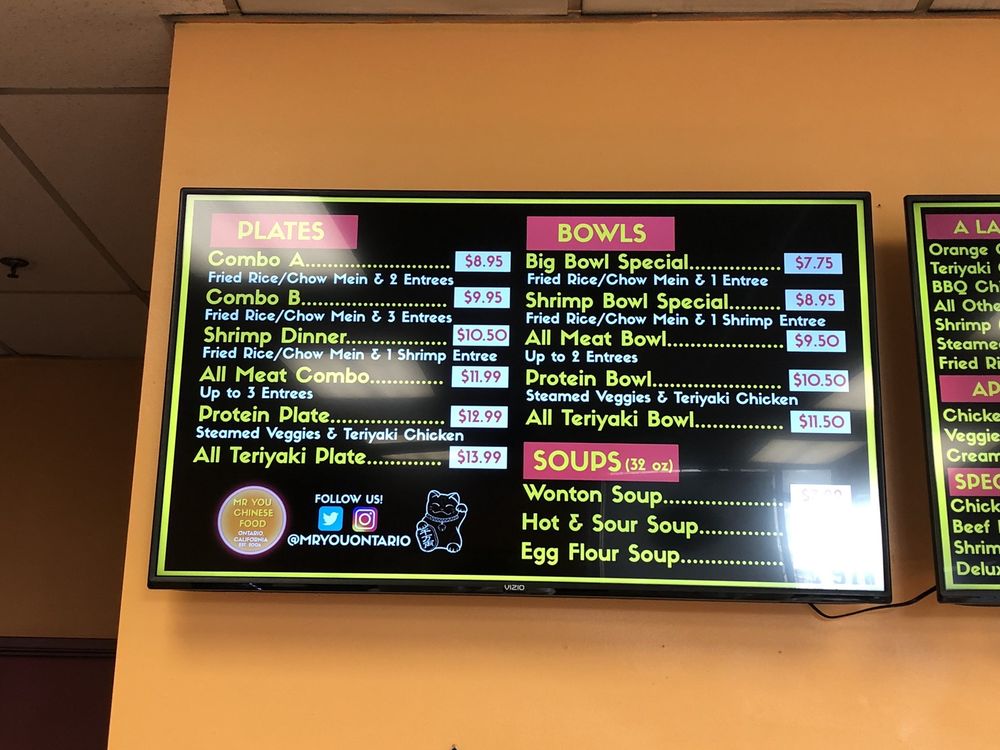 PLATES
Combo A........................ $8.95
Fried Rice/Chow Mein & 2 Entrees
Combo B........................ $9.95
Fried Rice/Chow Mein & 3 Entrees
Shrimp Dinner.................. $10.50
Fried Rice/Chow Mein & 1 Shrimp Entree
All Meat Combo............ $11.99
Up to 3 Entrees
Protein Plate................... $12.99
Steamed Veggies & Teriyaki Chicken
All Teriyaki Plate............ $13.99
MR YOU
CHINESE
FOOD
ONTARIO,
CALIFORNIA
EST. 2004
FOLLOW US!
@MRYOUONTARIO
BOWLS
Big Bowl Special............... $7.75
Fried Rice/Chow Mein & 1 Entree
Shrimp Bowl Special........ $8.95
Fried Rice/Chow Mein & 1 Shrimp Entree
All Meat Bowl................... $9.50
Up to 2 Entrees
Protein Bowl..................... $10.50
Steamed Veggies & Teriyaki Chicken
All Teriyaki Bowl............... $11.50
SOUPS (32 oz)
Wonton Soup....................
Hot & Sour Soup..............
Egg Flour Soup.................
VIZIO
A LA
Orange
Teriyaki
BBQ Ch
All Othe
Shrimp
Steamed
Fried Ri
AP
Chicke
Veggie
Cream
SPEC
Chick
Beef
Shrim
Delux